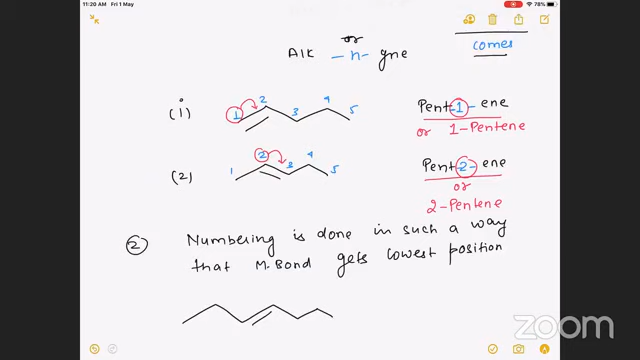 11:20 AM Fri 1 May
78%
or
comes
Alk - n - yne
(i) 1 2 3 4 5 Pent-1-ene
or 1-Pentene
(2) 1 2 3 4 5 Pent-2-ene
or
2-Pentene
② Numbering is done in such a way
that M.Bond gets lowest position
zoom